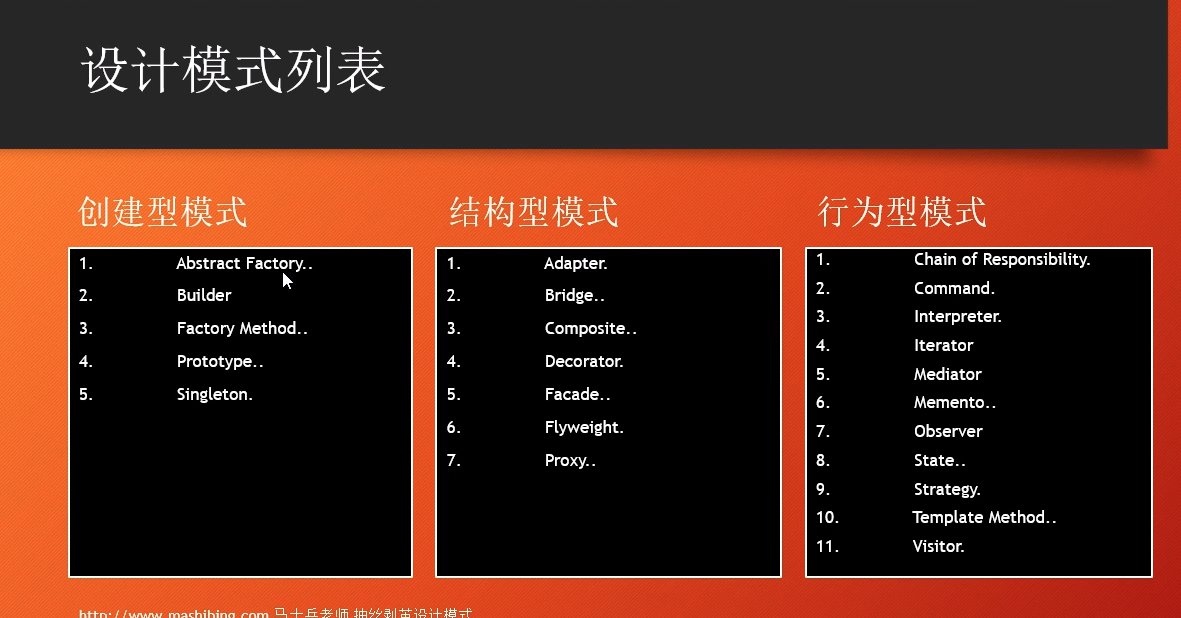 设计模式列表
创建型模式
1. Abstract Factory..
2. Builder
3. Factory Method..
4. Prototype..
5. Singleton.
结构型模式
1. Adapter.
2. Bridge..
3. Composite..
4. Decorator.
5. Facade..
6. Flyweight.
7. Proxy..
行为型模式
1. Chain of Responsibility.
2. Command.
3. Interpreter.
4. Iterator
5. Mediator
6. Memento..
7. Observer
8. State..
9. Strategy.
10. Template Method..
11. Visitor.
http://www.mashibing.com 马士兵老师 抽丝剥茧设计模式